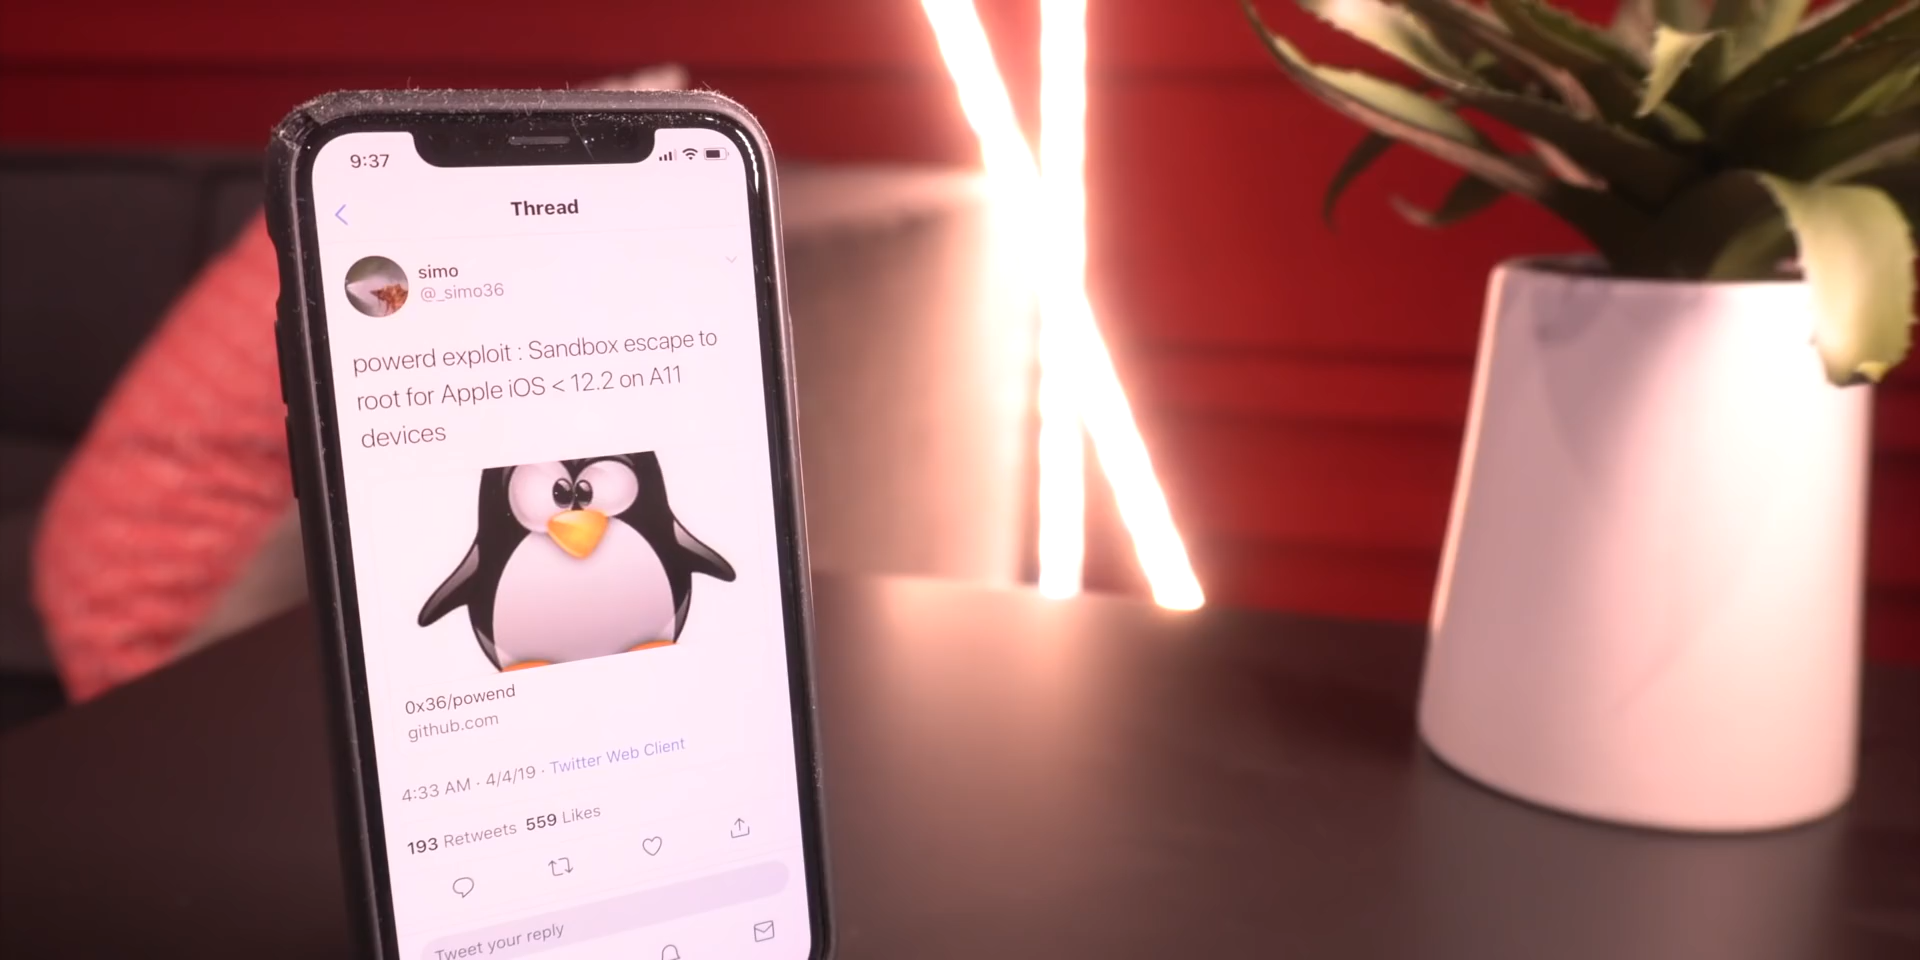 9:37
Thread
simo
@_simo36
powerd exploit : Sandbox escape to
root for Apple iOS < 12.2 on A11
devices
0x36/powend
github.com
4:33 AM · 4/4/19 · Twitter Web Client
193 Retweets 559 Likes
Tweet your reply